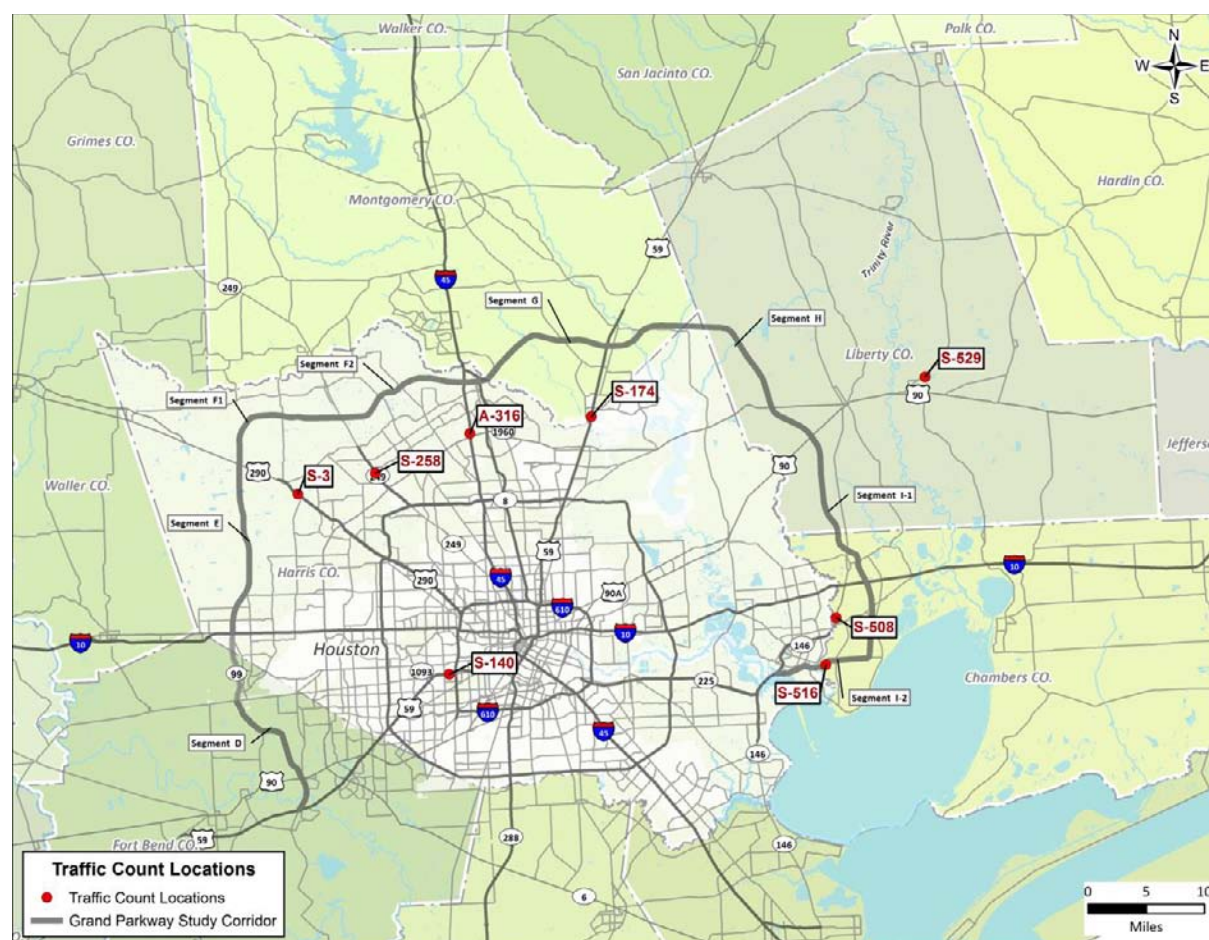 Walker CO.
Polk CO.
N
W E
S
San Jacinto CO.
Grimes CO.
Hardin CO.
Montgomery CO.
Trinity River
59
45
249
Segment G
Segment H
Liberty CO.
S-529
Segment F2
90
S-174
Segment F1
A-316
1960
Jeffers
S-258
290
249
S-3
90
Waller CO.
8
Segment I-1
Segment E
249
59
Harris CO.
290
45
10
90A
610
S-508
10
10
Houston
146
99
1093
S-140
225
Chambers CO.
S-516
Segment I-2
59
610
45
Segment D
146
90
59
Fort Bend CO.
288
146
6
Traffic Count Locations
Traffic Count Locations
Grand Parkway Study Corridor
0 5 10
Miles